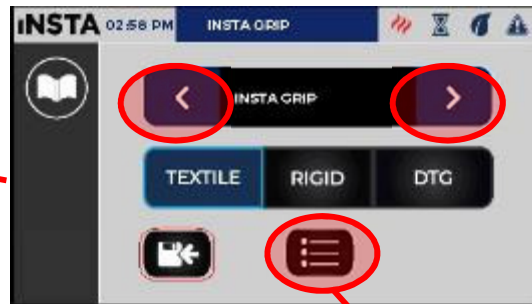 INSTA 02:58 PM INSTA GRIP
INSTA GRIP
TEXTILE RIGID DTG